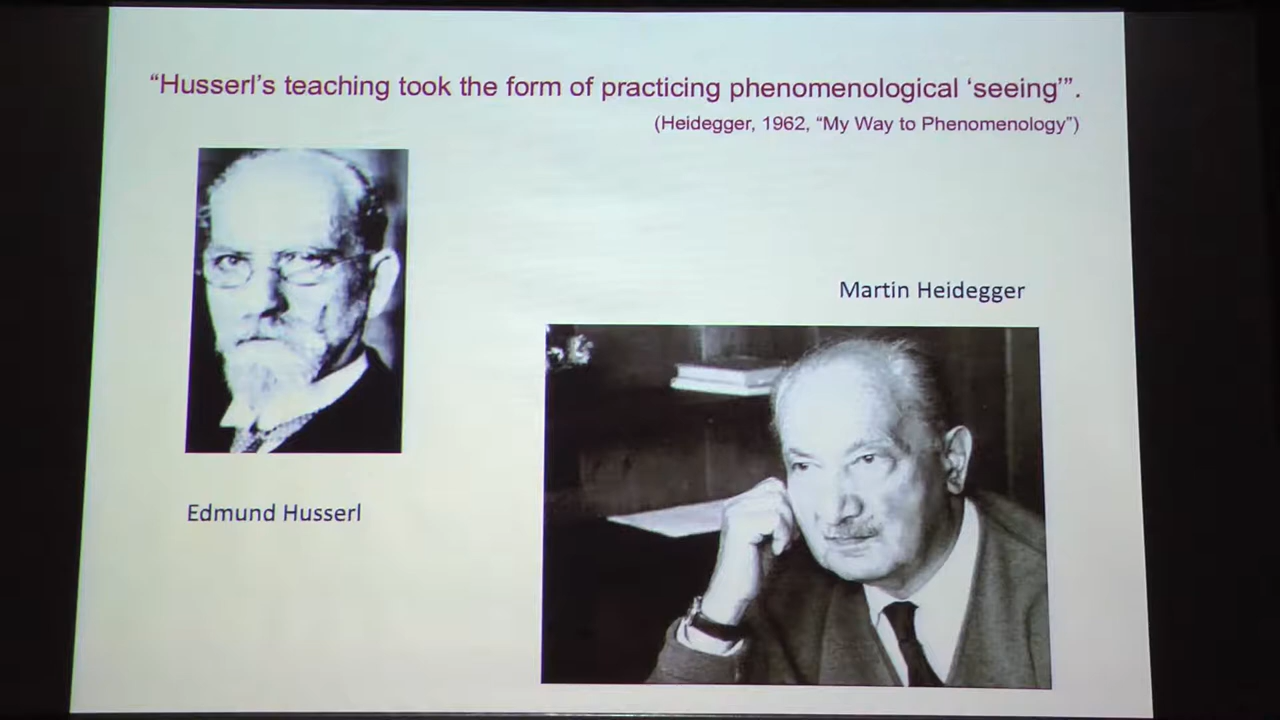 “Husserl’s teaching took the form of practicing phenomenological ‘seeing’”.
(Heidegger, 1962, “My Way to Phenomenology”)
Martin Heidegger
Edmund Husserl